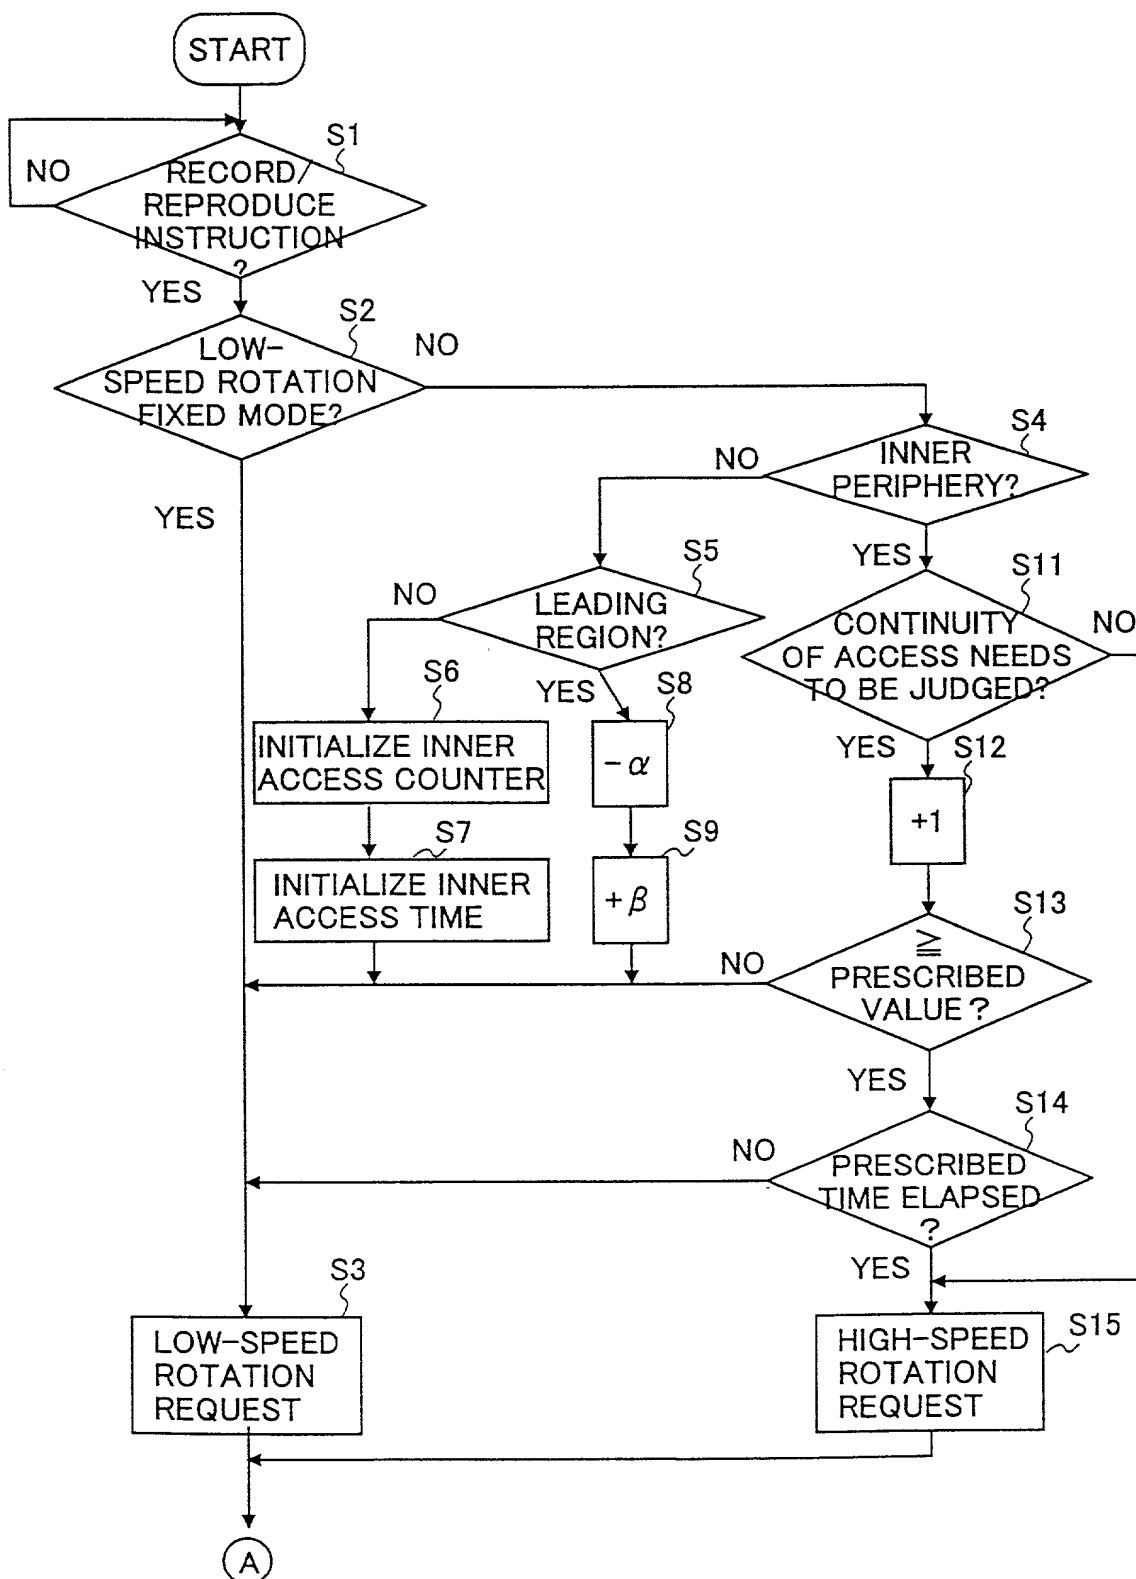 START
S1
NO
RECORD/
REPRODUCE
INSTRUCTION
?
YES
S2
NO
LOW-
SPEED ROTATION
FIXED MODE?
YES
S4
NO
INNER
PERIPHERY?
YES
S5
NO
LEADING
REGION?
YES
S11
CONTINUITY
OF ACCESS NEEDS
TO BE JUDGED?
NO
YES
S6
INITIALIZE INNER
ACCESS COUNTER
S8
-α
S12
+1
S7
INITIALIZE INNER
ACCESS TIME
S9
+β
S13
NO
≧
PRESCRIBED
VALUE?
YES
S14
NO
PRESCRIBED
TIME ELAPSED
?
YES
S3
LOW-SPEED
ROTATION
REQUEST
S15
HIGH-SPEED
ROTATION
REQUEST
A